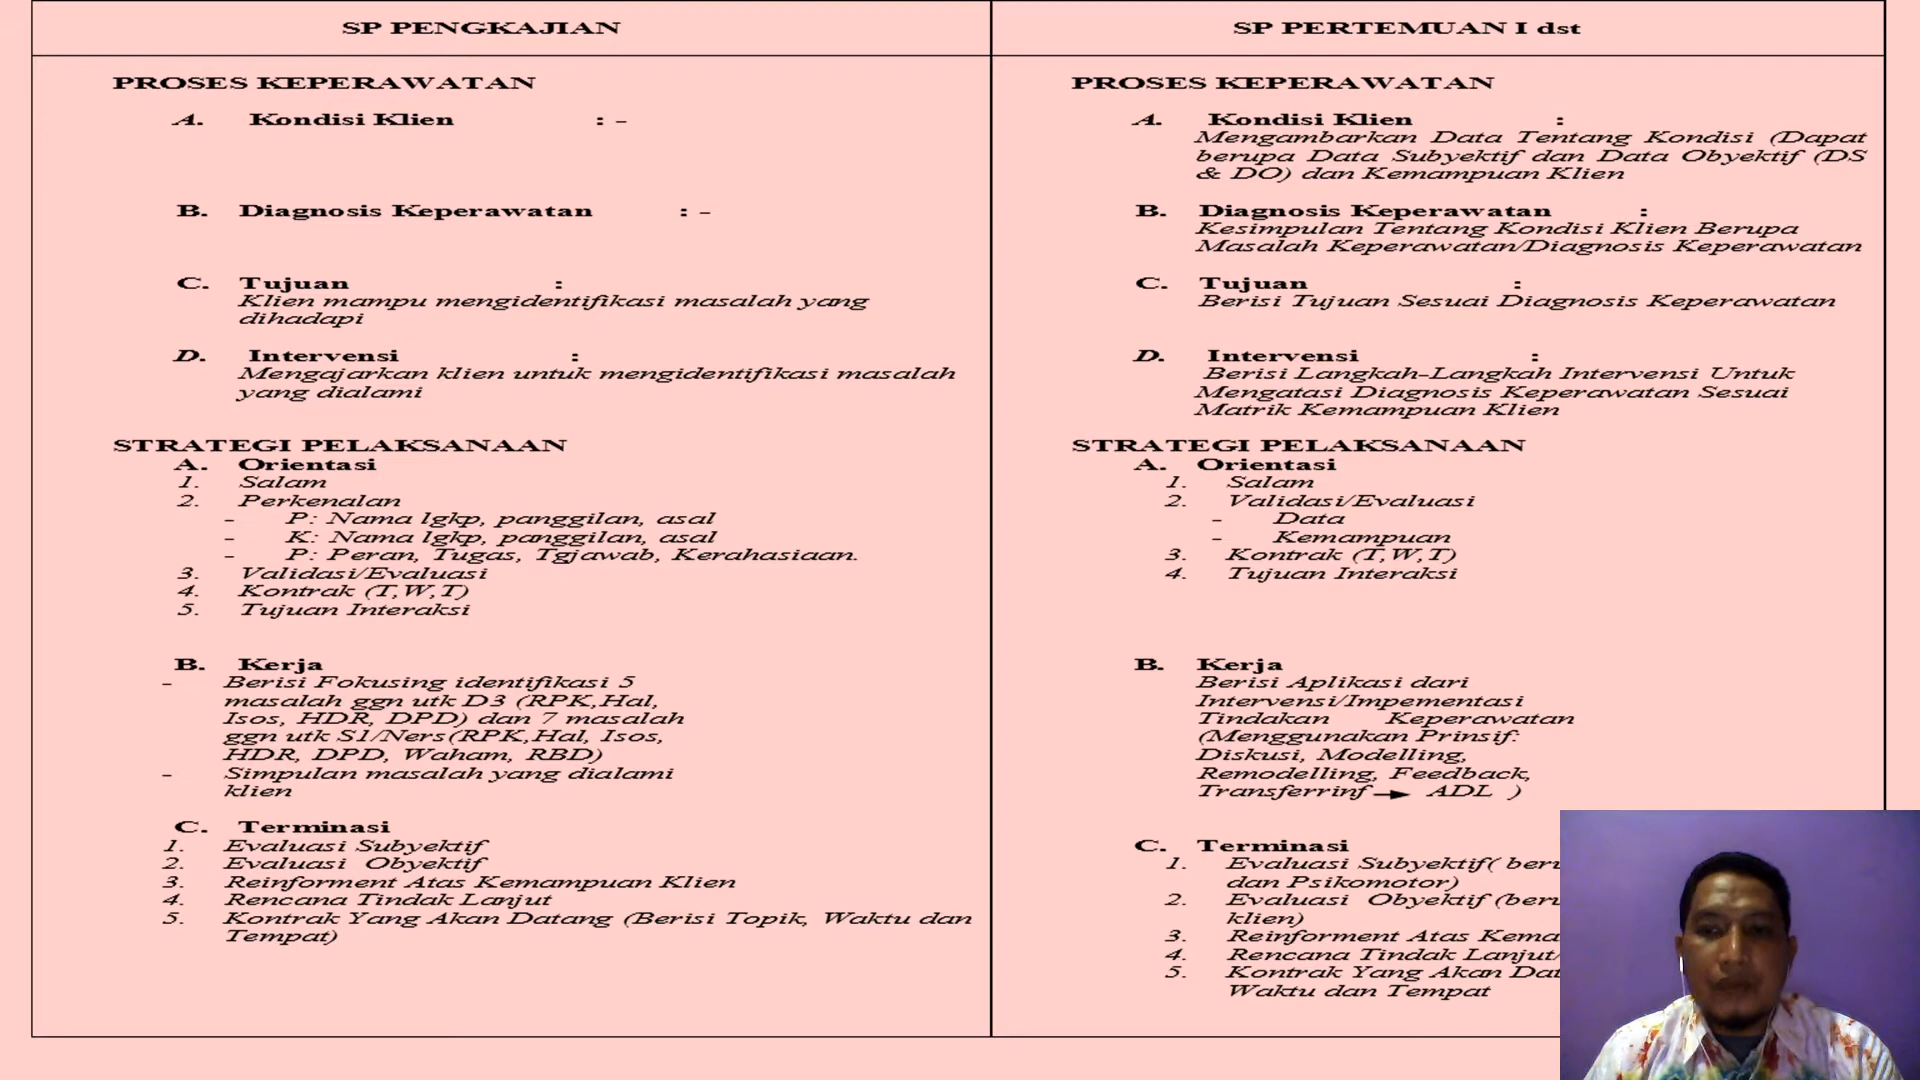 SP PENGKAJIAN
PROSES KEPERAWATAN
A. Kondisi Klien : -
B. Diagnosis Keperawatan : -
C. Tujuan :
Klien mampu mengidentifikasi masalah yang
dihadapi
D. Intervensi :
Mengajarkan klien untuk mengidentifikasi masalah
yang dialami
STRATEGI PELAKSANAAN
A. Orientasi
1. Salam
2. Perkenalan
- P: Nama lgkp, panggilan, asal
- K: Nama lgkp, panggilan, asal
- P: Peran, Tugas, Tgjawab, Kerahasiaan.
3. Validasi/Evaluasi
4. Kontrak (T,W,T)
5. Tujuan Interaksi
B. Kerja
- Berisi Fokusing identifikasi 5
masalah ggn utk D3 (RPK,Hal,
Isos, HDR, DPD) dan 7 masalah
ggn utk S1/Ners(RPK,Hal, Isos,
HDR, DPD, Waham, RBD)
- Simpulan masalah yang dialami
klien
C. Terminasi
1. Evaluasi Subyektif
2. Evaluasi Obyektif
3. Reinforment Atas Kemampuan Klien
4. Rencana Tindak Lanjut
5. Kontrak Yang Akan Datang (Berisi Topik, Waktu dan
Tempat)
SP PERTEMUAN I dst
PROSES KEPERAWATAN
A. Kondisi Klien :
Mengambarkan Data Tentang Kondisi (Dapat
berupa Data Subyektif dan Data Obyektif (DS
& DO) dan Kemampuan Klien
B. Diagnosis Keperawatan :
Kesimpulan Tentang Kondisi Klien Berupa
Masalah Keperawatan/Diagnosis Keperawatan
C. Tujuan :
Berisi Tujuan Sesuai Diagnosis Keperawatan
D. Intervensi :
Berisi Langkah-Langkah Intervensi Untuk
Mengatasi Diagnosis Keperawatan Sesuai
Matrik Kemampuan Klien
STRATEGI PELAKSANAAN
A. Orientasi
1. Salam
2. Validasi/Evaluasi
- Data
- Kemampuan
3. Kontrak (T,W,T)
4. Tujuan Interaksi
B. Kerja
Berisi Aplikasi dari
Intervensi/Impementasi
Tindakan Keperawatan
(Menggunakan Prinsif:
Diskusi, Modelling,
Remodelling, Feedback,
Transferrinf → ADL )
C. Terminasi
1. Evaluasi Subyektif(
dan Psikomotor)
2. Evaluasi Obyektif
klien)
3. Reinforment Atas
4. Rencana Tindak Lanjut/
5. Kontrak Yang Akan
Waktu dan Tempat